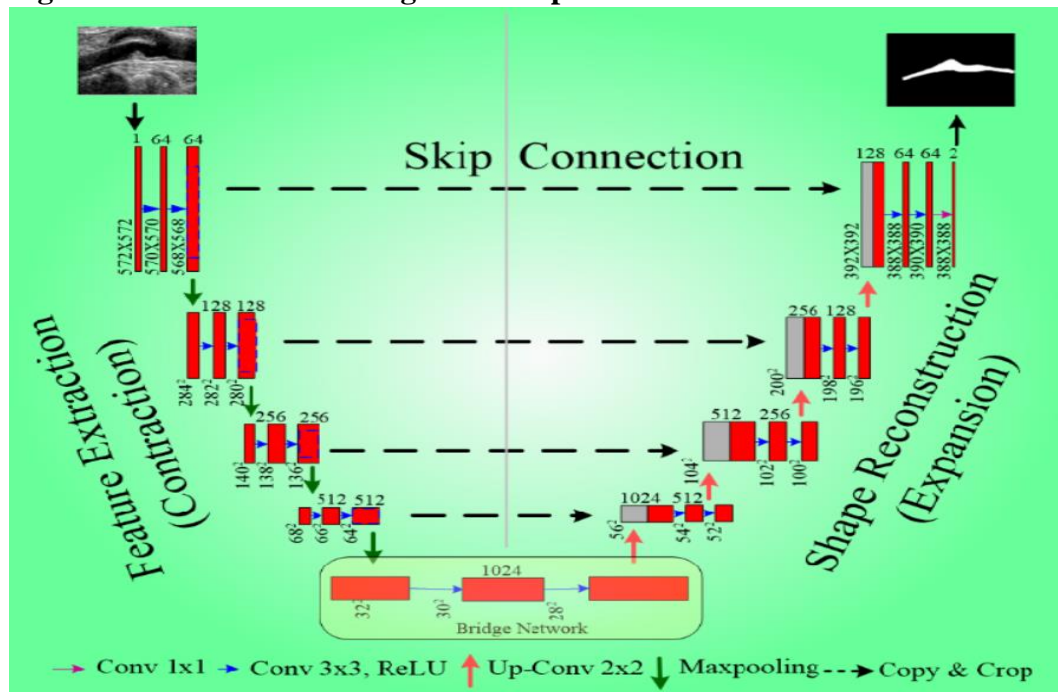 1 64 64
128
64 64
2
Skip Connection
572X572
570X570
568X568
392X392
388X388
390X390
388X388
128 128
256 128
284²
282²
280²
200²
198²
196²
256 256
512 256
140²
138²
136²
104²
102²
100²
512 512
1024 512
68²
66²
64²
56²
54²
52²
Feature Extraction
(Contraction)
Shape Reconstruction
(Expansion)
1024
32²
30²
28²
Bridge Network
Conv 1x1
Conv 3x3, ReLU
Up-Conv 2x2
Maxpooling
Copy & Crop